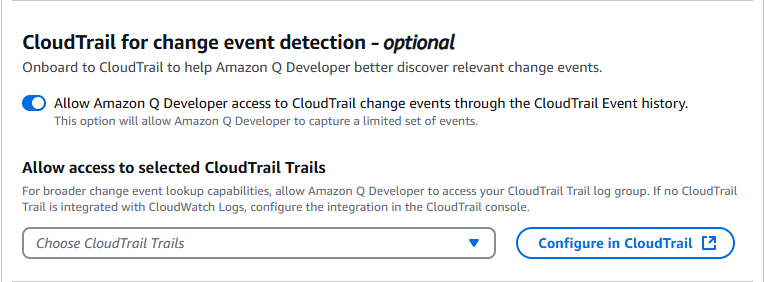 CloudTrail for change event detection - optional
Onboard to CloudTrail to help Amazon Q Developer better discover relevant change events.
Allow Amazon Q Developer access to CloudTrail change events through the CloudTrail Event history.
This option will allow Amazon Q Developer to capture a limited set of events.
Allow access to selected CloudTrail Trails
For broader change event lookup capabilities, allow Amazon Q Developer to access your CloudTrail Trail log group. If no CloudTrail
Trail is integrated with CloudWatch Logs, configure the integration in the CloudTrail console.
Choose CloudTrail Trails
Configure in CloudTrail